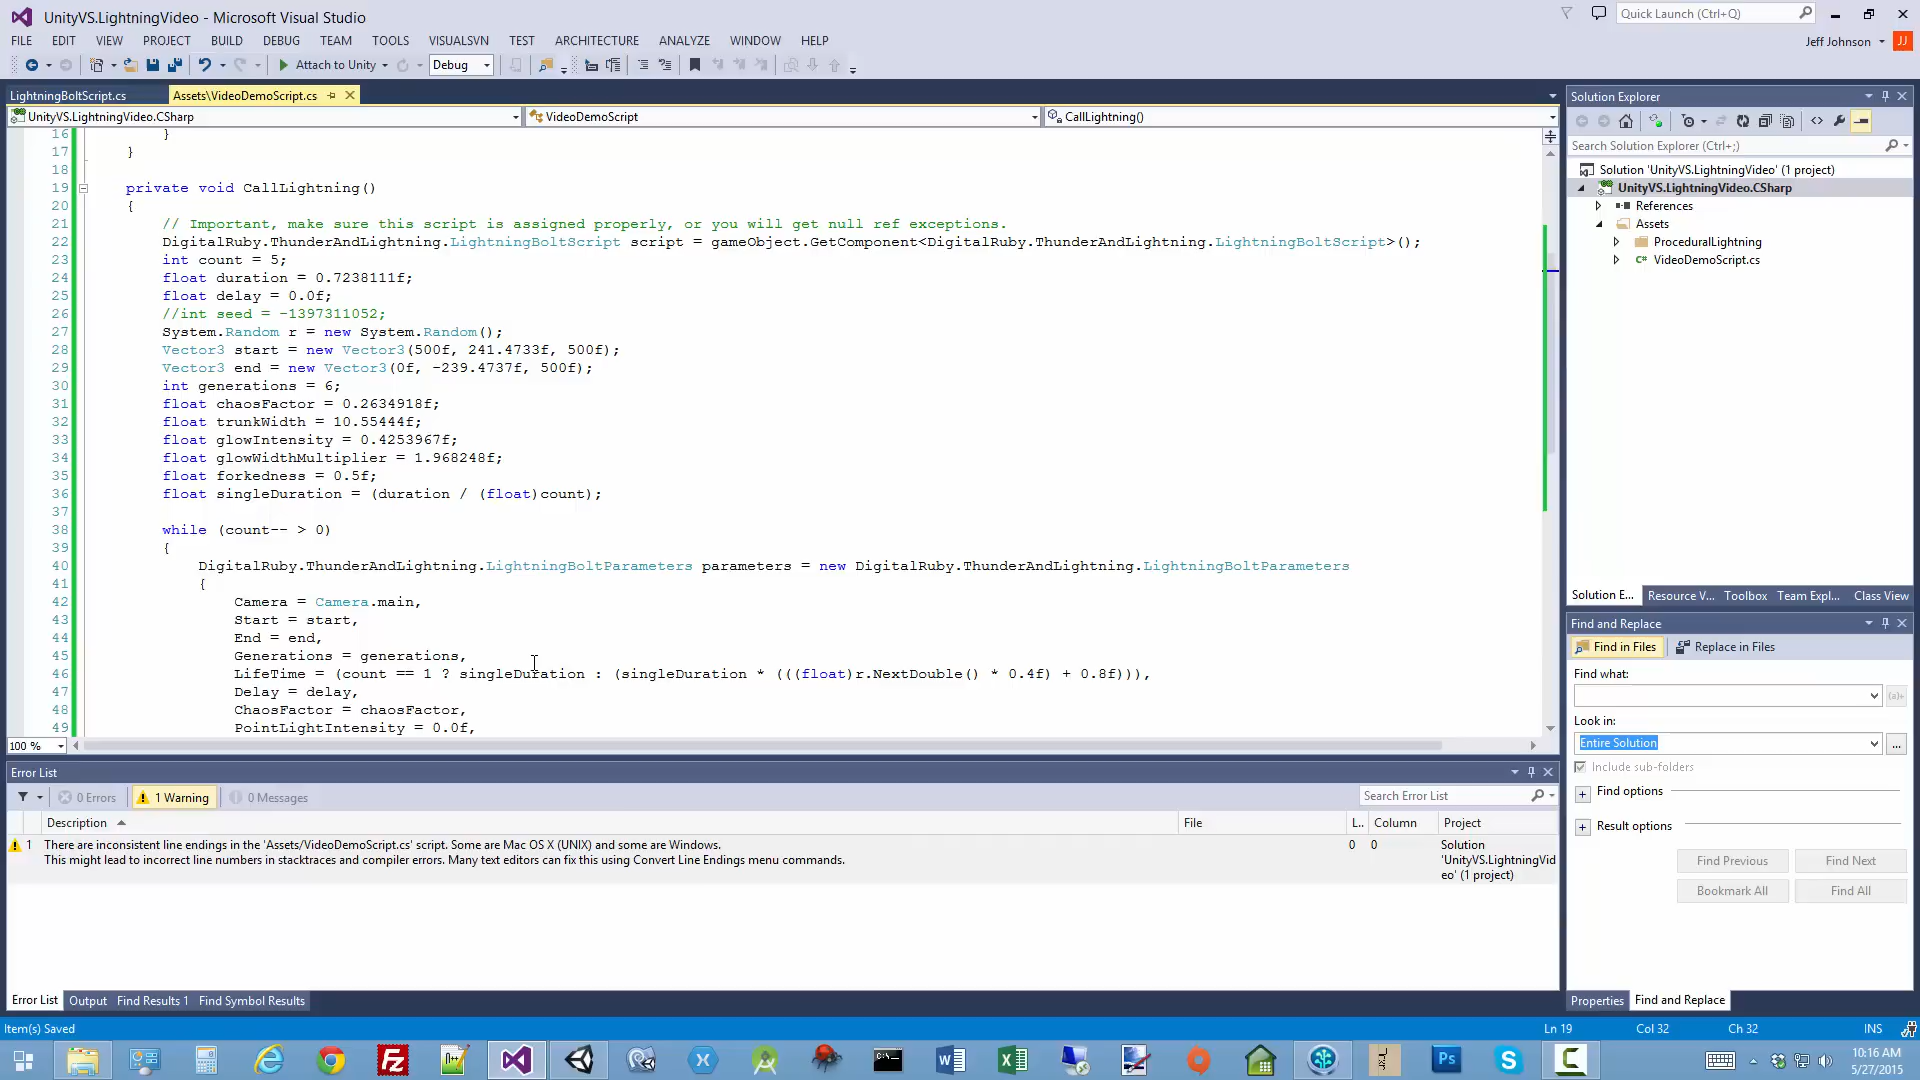 UnityVS.LightningVideo - Microsoft Visual Studio
Quick Launch (Ctrl+Q)
FILE EDIT VIEW PROJECT BUILD DEBUG TEAM TOOLS VISUALSVN TEST ARCHITECTURE ANALYZE WINDOW HELP
Jeff Johnson
JJ
Attach to Unity
Debug
LightningBoltScript.cs
Assets\VideoDemoScript.cs
UnityVS.LightningVideo.CSharp
VideoDemoScript
CallLightning()
16 }
17 }
18
19 private void CallLightning()
20 {
21 // Important, make sure this script is assigned properly, or you will get null ref exceptions.
22 DigitalRuby.ThunderAndLightning.LightningBoltScript script = gameObject.GetComponent<DigitalRuby.ThunderAndLightning.LightningBoltScript>();
23 int count = 5;
24 float duration = 0.7238111f;
25 float delay = 0.0f;
26 //int seed = -1397311052;
27 System.Random r = new System.Random();
28 Vector3 start = new Vector3(500f, 241.4733f, 500f);
29 Vector3 end = new Vector3(0f, -239.4737f, 500f);
30 int generations = 6;
31 float chaosFactor = 0.2634918f;
32 float trunkWidth = 10.55444f;
33 float glowIntensity = 0.4253967f;
34 float glowWidthMultiplier = 1.968248f;
35 float forkedness = 0.5f;
36 float singleDuration = (duration / (float)count);
37
38 while (count-- > 0)
39 {
40 DigitalRuby.ThunderAndLightning.LightningBoltParameters parameters = new DigitalRuby.ThunderAndLightning.LightningBoltParameters
41 {
42 Camera = Camera.main,
43 Start = start,
44 End = end,
45 Generations = generations,
46 LifeTime = (count == 1 ? singleDuration : (singleDuration * (((float)r.NextDouble() * 0.4f) + 0.8f))),
47 Delay = delay,
48 ChaosFactor = chaosFactor,
49 PointLightIntensity = 0.0f,
100 %
Error List
0 Errors
1 Warning
0 Messages
Search Error List
Description File L.. Column Project
1 There are inconsistent line endings in the 'Assets/VideoDemoScript.cs' script. Some are Mac OS X (UNIX) and some are Windows. 0 0 Solution
This might lead to incorrect line numbers in stacktraces and compiler errors. Many text editors can fix this using Convert Line Endings menu commands. 'UnityVS.LightningVid
eo' (1 project)
Error List Output Find Results 1 Find Symbol Results
Solution Explorer
Search Solution Explorer (Ctrl+;)
Solution 'UnityVS.LightningVideo' (1 project)
UnityVS.LightningVideo.CSharp
References
Assets
ProceduralLightning
C# VideoDemoScript.cs
Solution E... Resource V... Toolbox Team Expl... Class View
Find and Replace
Find in Files
Replace in Files
Find what:
Look in:
Entire Solution
...
Include sub-folders
Find options
Result options
Find Previous
Find Next
Bookmark All
Find All
Properties Find and Replace
Item(s) Saved
Ln 19 Col 32 Ch 32 INS
10:16 AM
5/27/2015